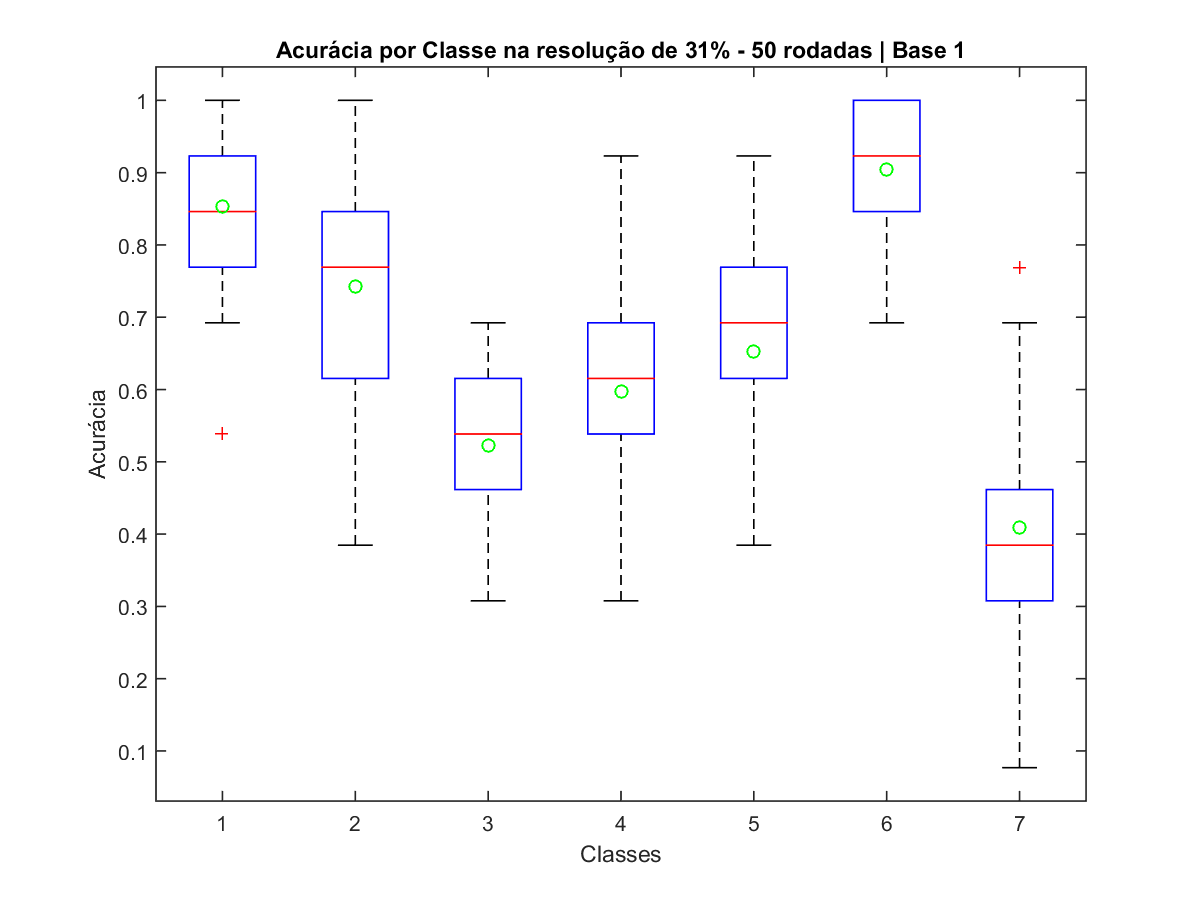 Acurácia por Classe na resolução de 31% - 50 rodadas | Base 1
1
0.9
0.8
0.7
0.6
0.5
0.4
0.3
0.2
0.1
Acurácia
1 2 3 4 5 6 7
Classes